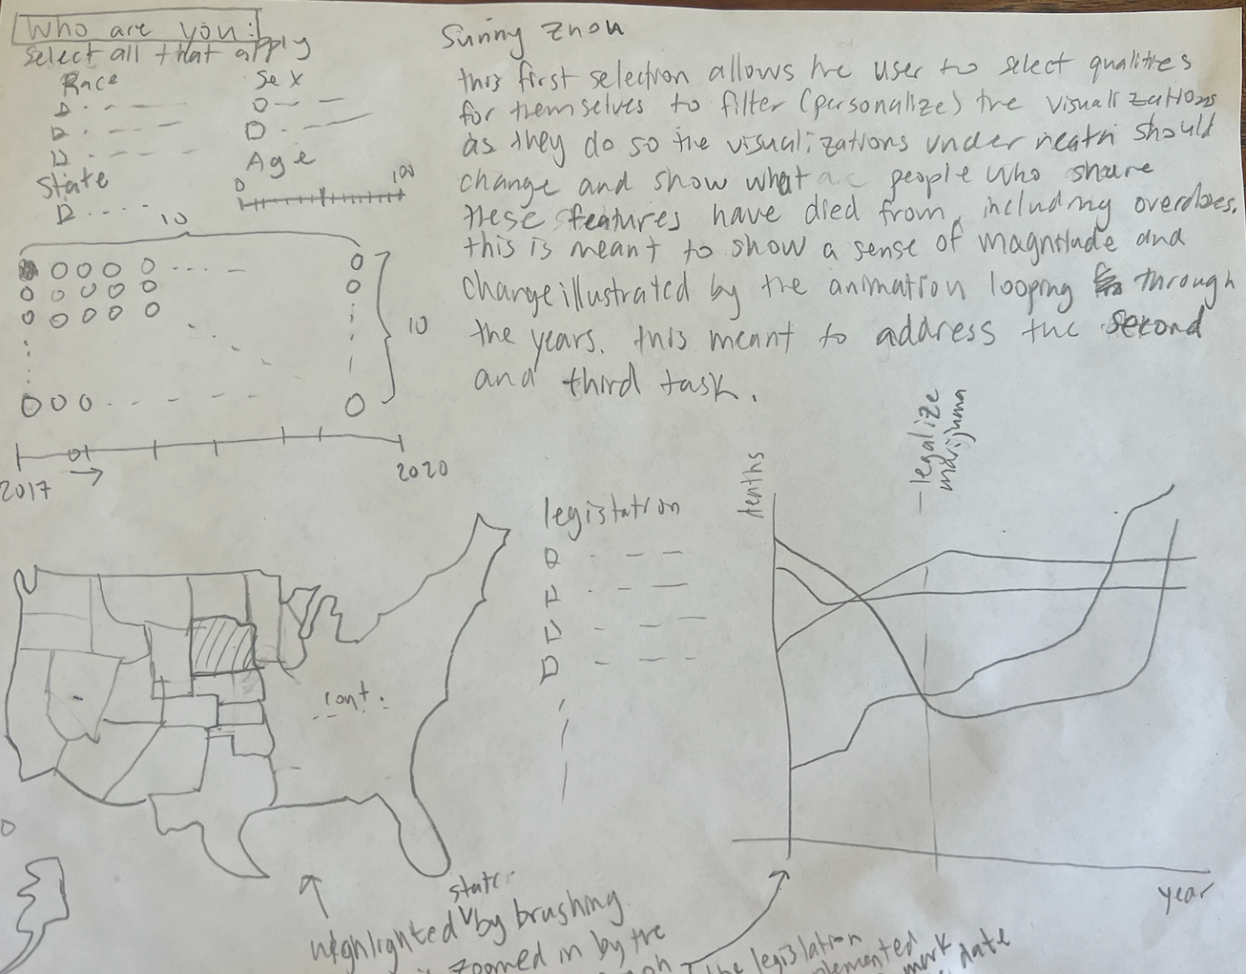 Who are you:
Select all that apply
Race
Sex
Age
0 100
State
10
10
2017
2020
Sunny Zhou
this first selection allows the user to select qualities
for themselves to filter (personalize) the visualizations
as they do so the visualizations underneath should
change and show what people who share
these features have died from, including overdoses.
this is meant to show a sense of magnitude and
change illustrated by the animation looping through
the years. this meant to address the second
and third task.
cont.
legislation
deaths
legalize
marijuna
year
state
highlighted by brushing
zoomed in by the
the legislation
mark date